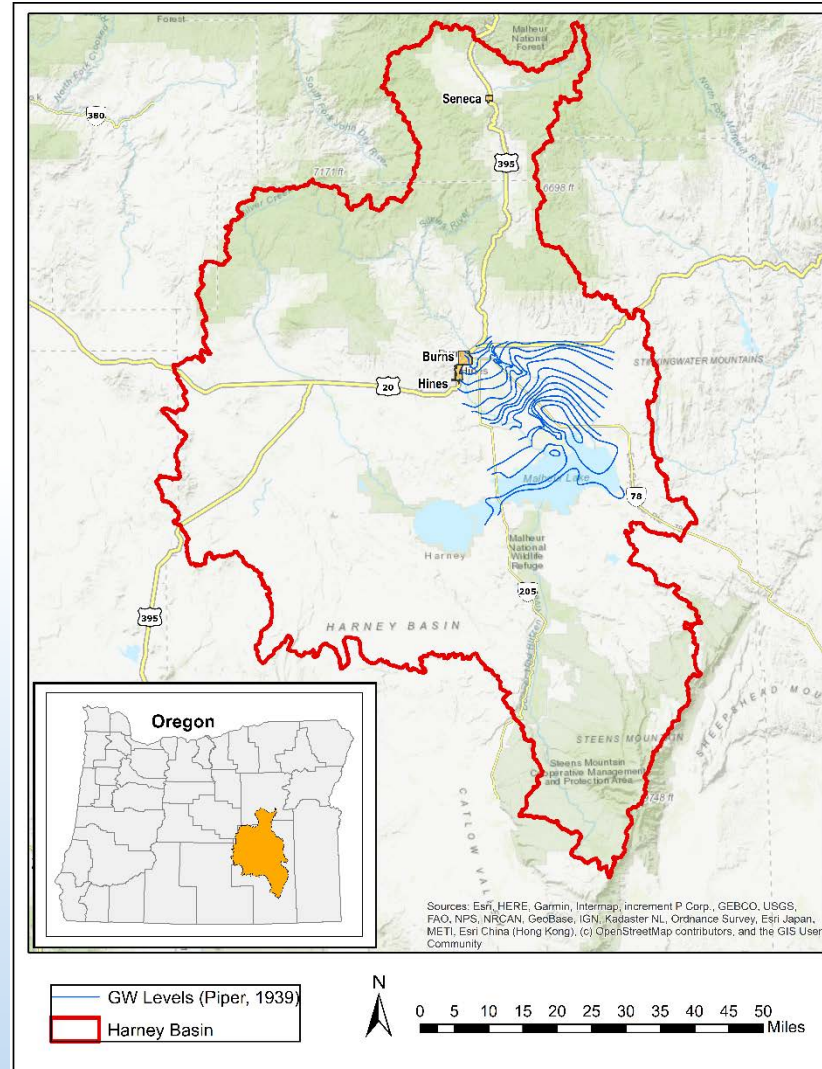 Malheur
National
Forest
Seneca
380
395
7171 ft
6698 ft
Burns
Hines
20
STINKINGWATER MOUNTAINS
Malheur Lake
78
Harney
Malheur
National
Wildlife
Refuge
205
395
HARNEY BASIN
STEENS MOUNTAIN
Steens Mountain
Cooperative Management
and Protection Area
SHEEPSHEAD
CATLOW
Oregon
Sources: Esri, HERE, Garmin, Intermap, increment P Corp., GEBCO, USGS,
FAO, NPS, NRCAN, GeoBase, IGN, Kadaster NL, Ordnance Survey, Esri Japan,
METI, Esri China (Hong Kong), (c) OpenStreetMap contributors, and the GIS User
Community
GW Levels (Piper, 1939)
Harney Basin
N
0 5 10 15 20 25 30 35 40 45 50
Miles